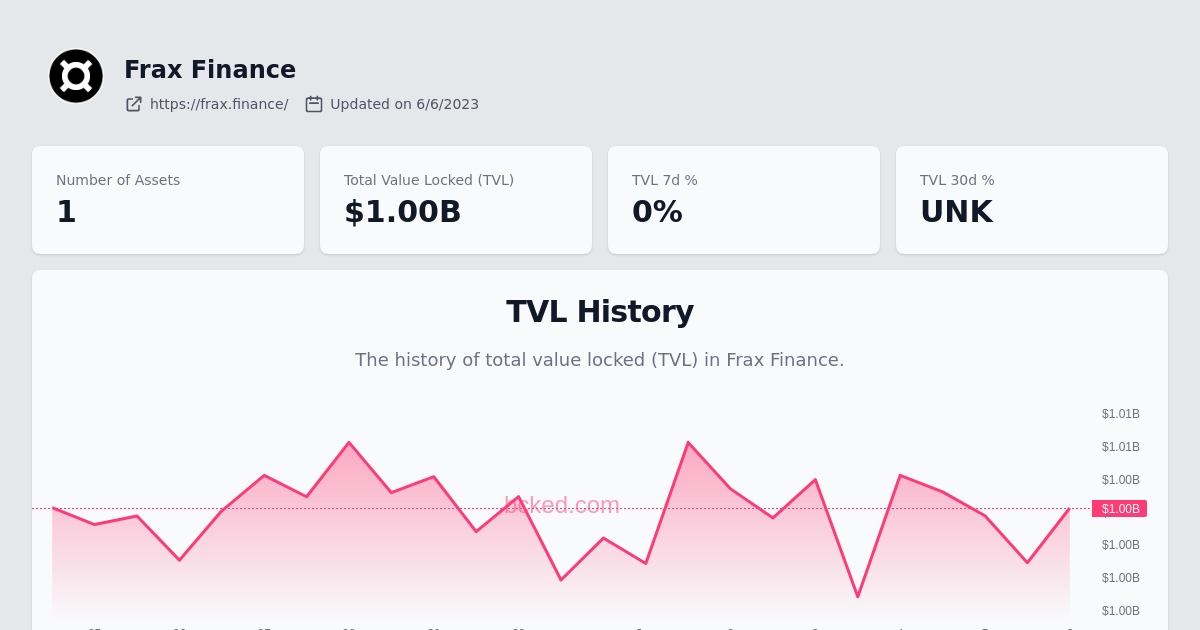 Frax Finance
https://frax.finance/ Updated on 6/6/2023
Number of Assets
1
Total Value Locked (TVL)
$1.00B
TVL 7d %
0%
TVL 30d %
UNK
TVL History
The history of total value locked (TVL) in Frax Finance.
$1.01B
$1.01B
$1.00B
bcked.com
$1.00B
$1.00B
$1.00B
$1.00B